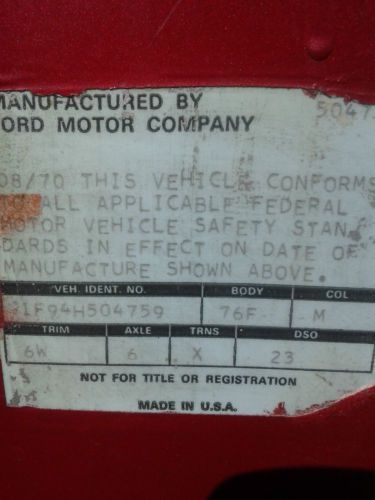 MANUFACTURED BY
FORD MOTOR COMPANY
5047
08/70 THIS VEHICLE CONFORMS
TO ALL APPLICABLE FEDERAL
MOTOR VEHICLE SAFETY STAN
DARDS IN EFFECT ON DATE OF
MANUFACTURE SHOWN ABOVE.
VEH. IDENT. NO. BODY COL
1F94H504759 76F M
TRIM AXLE TRNS DSO
6W 6 X 23
NOT FOR TITLE OR REGISTRATION
MADE IN U.S.A.